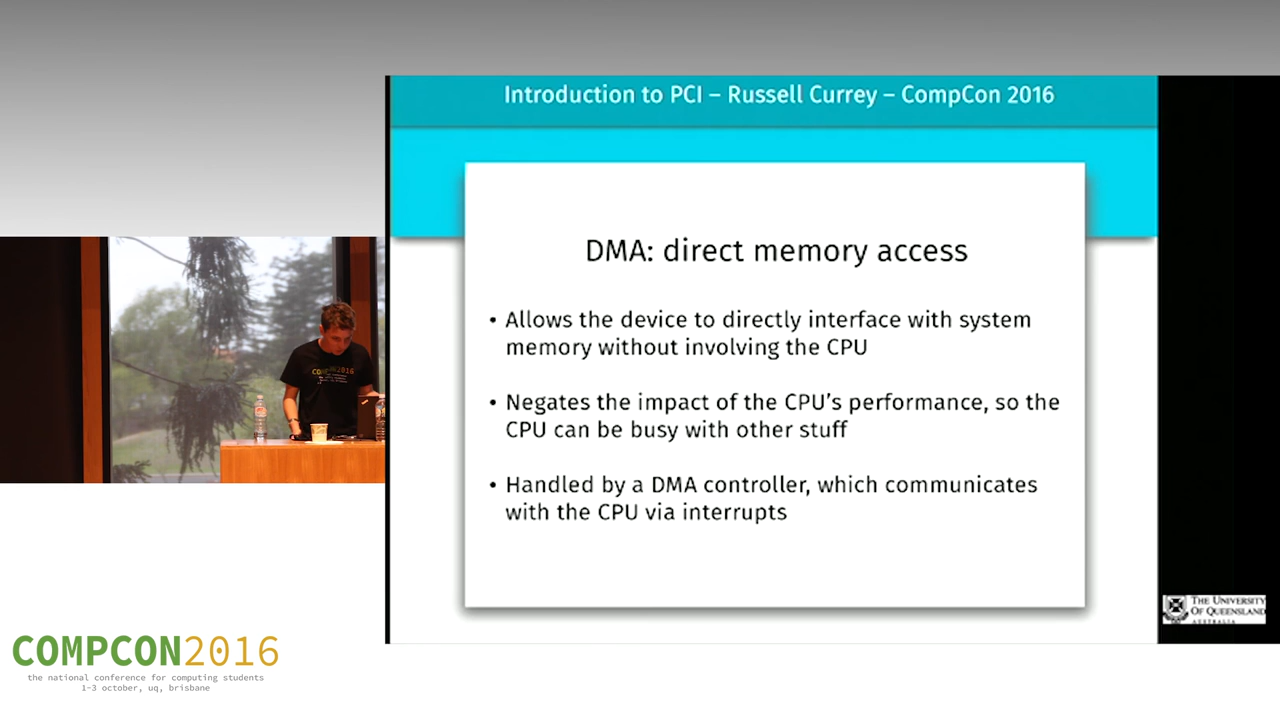 Introduction to PCI – Russell Currey – CompCon 2016
DMA: direct memory access
• Allows the device to directly interface with system
memory without involving the CPU
• Negates the impact of the CPU's performance, so the
CPU can be busy with other stuff
• Handled by a DMA controller, which communicates
with the CPU via interrupts
COMPCON2016
THE UNIVERSITY
OF QUEENSLAND
AUSTRALIA
COMPCON2016
the national conference for computing students
1-3 october, uq, brisbane